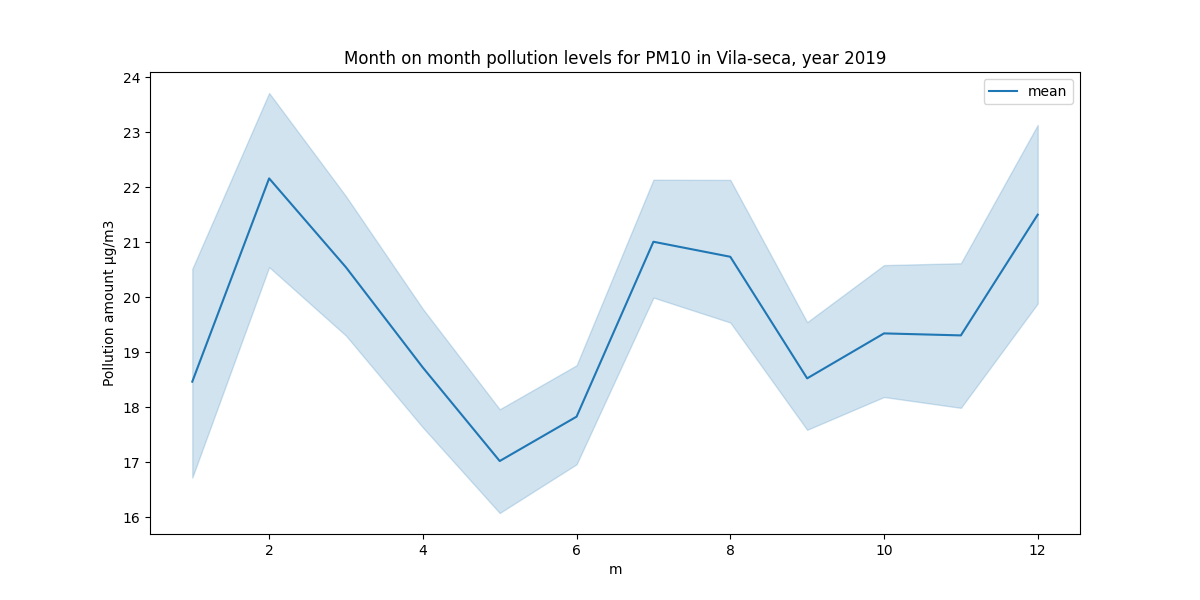 Month on month pollution levels for PM10 in Vila-seca, year 2019
mean
Pollution amount µg/m3
24
23
22
21
20
19
18
17
16
2 4 6 8 10 12
m